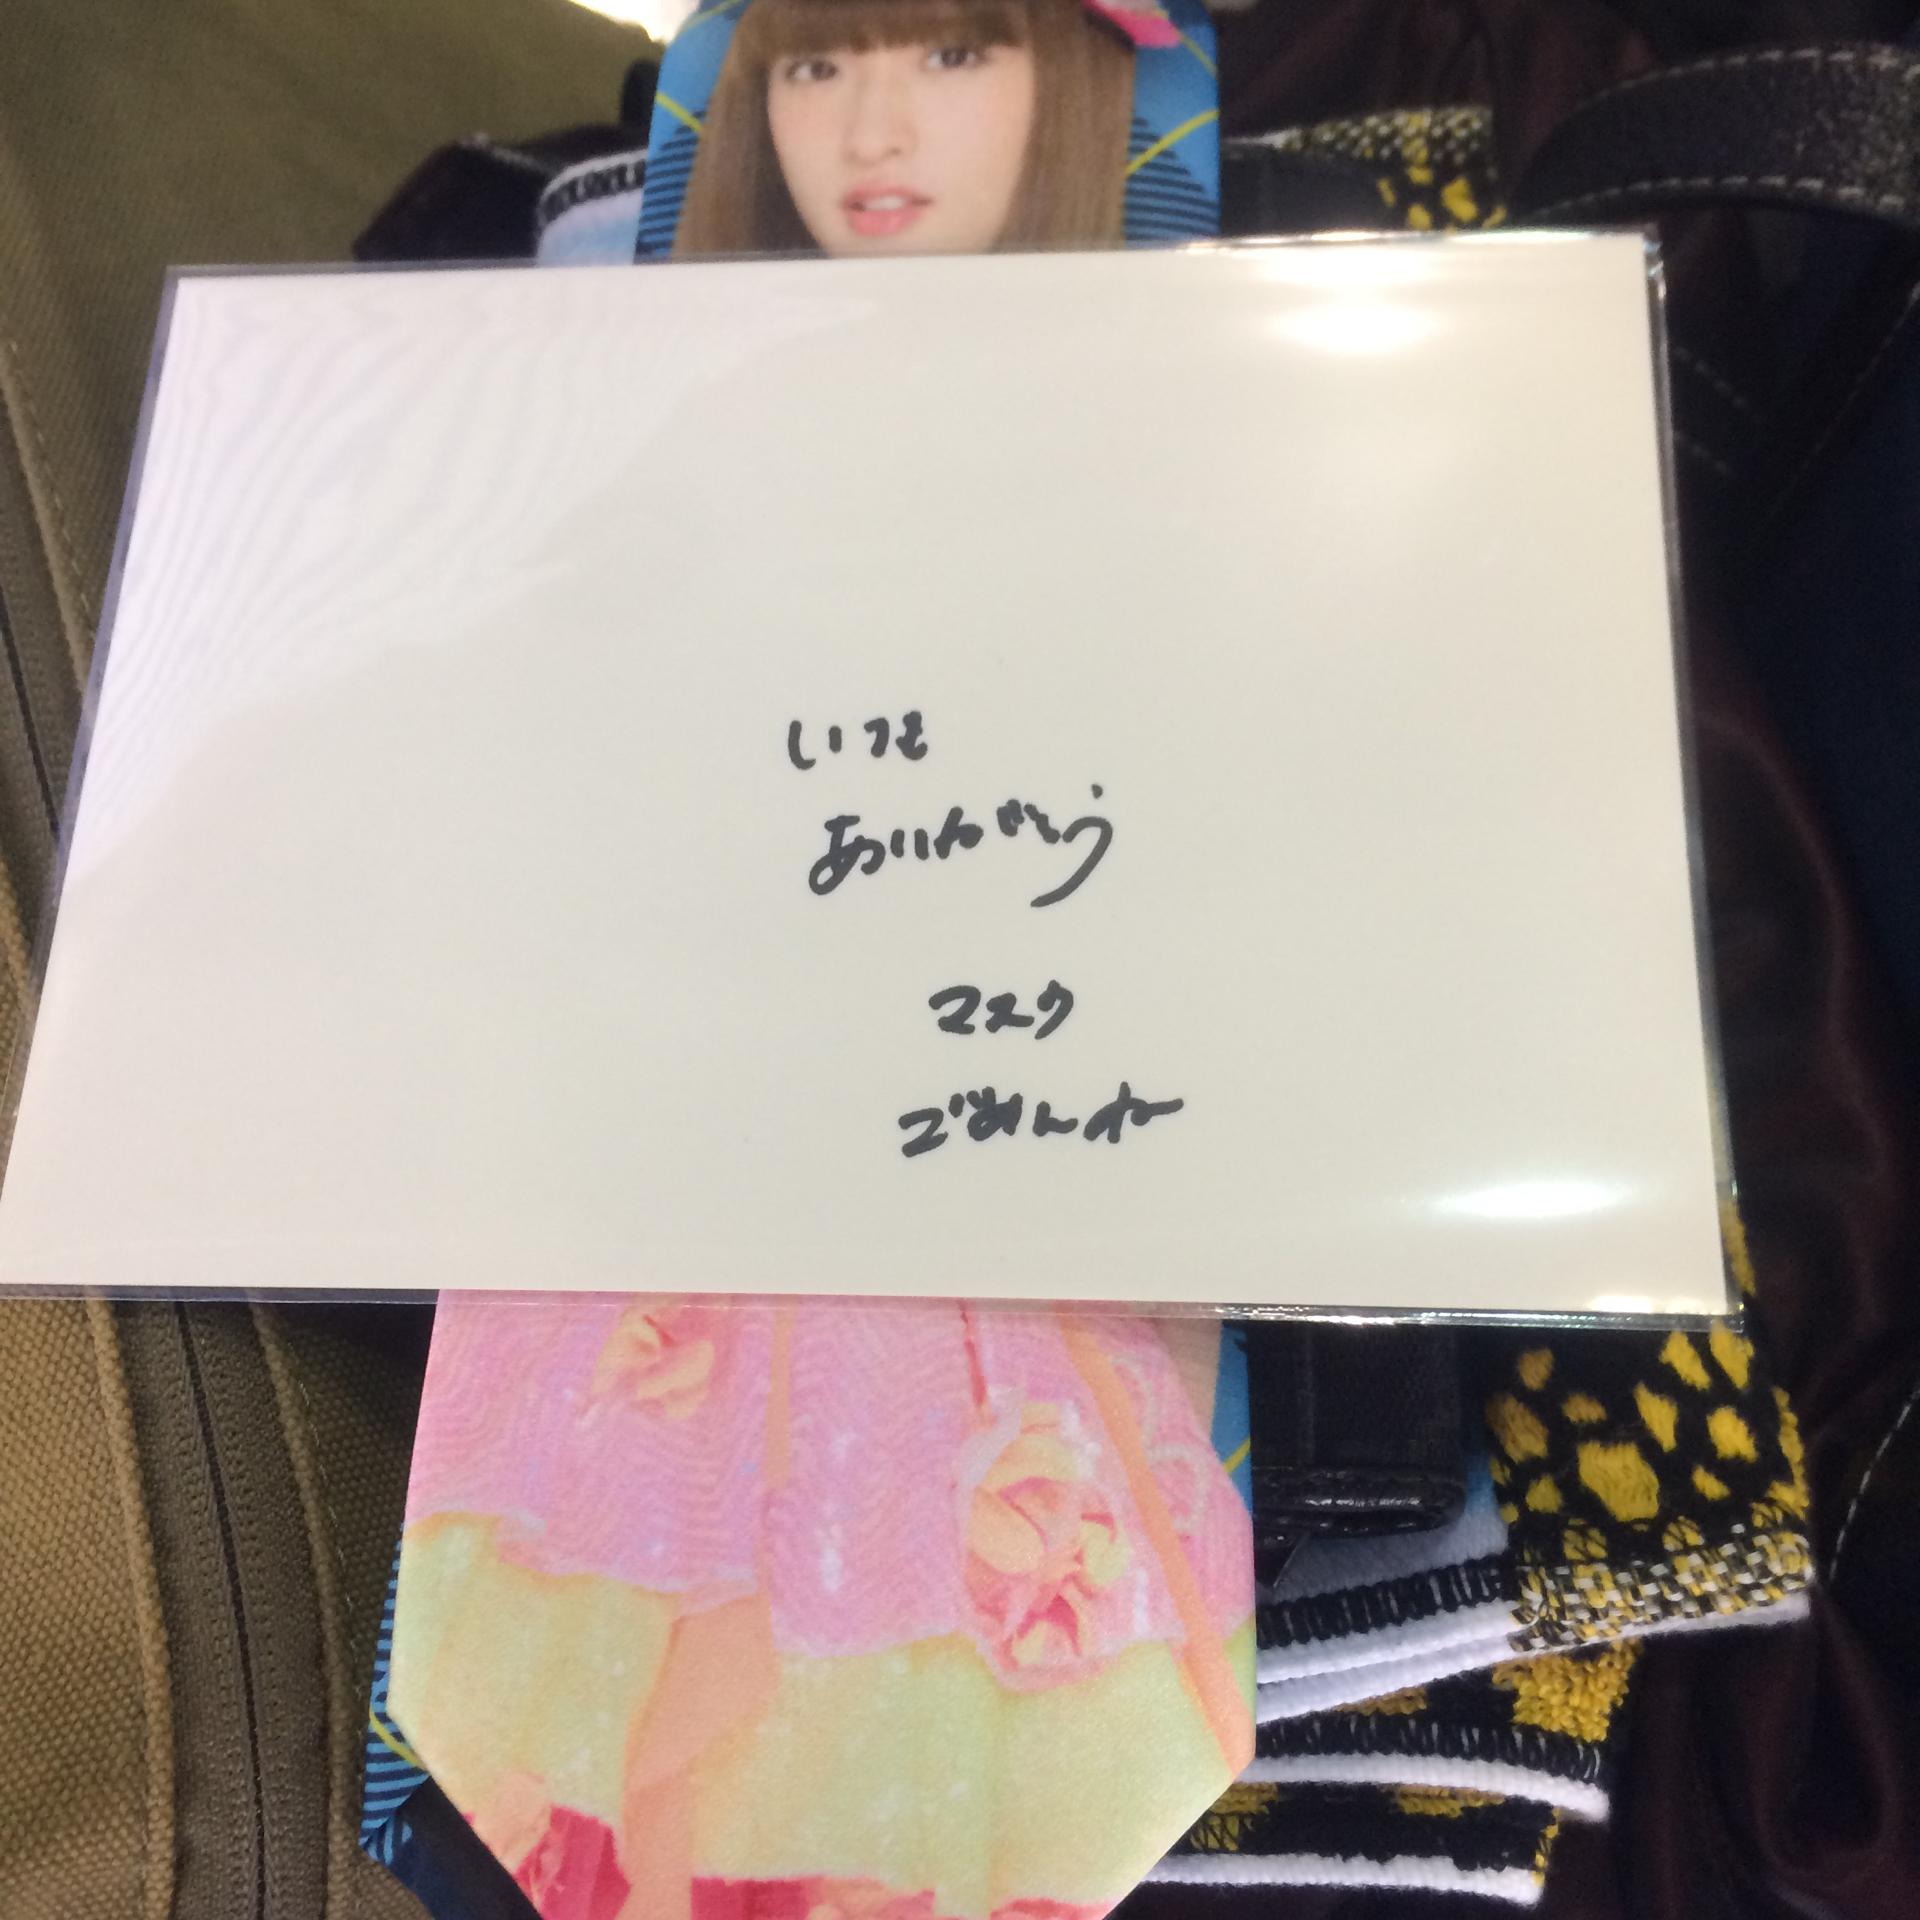 いつも
ありがとう
マスク
ごめんね